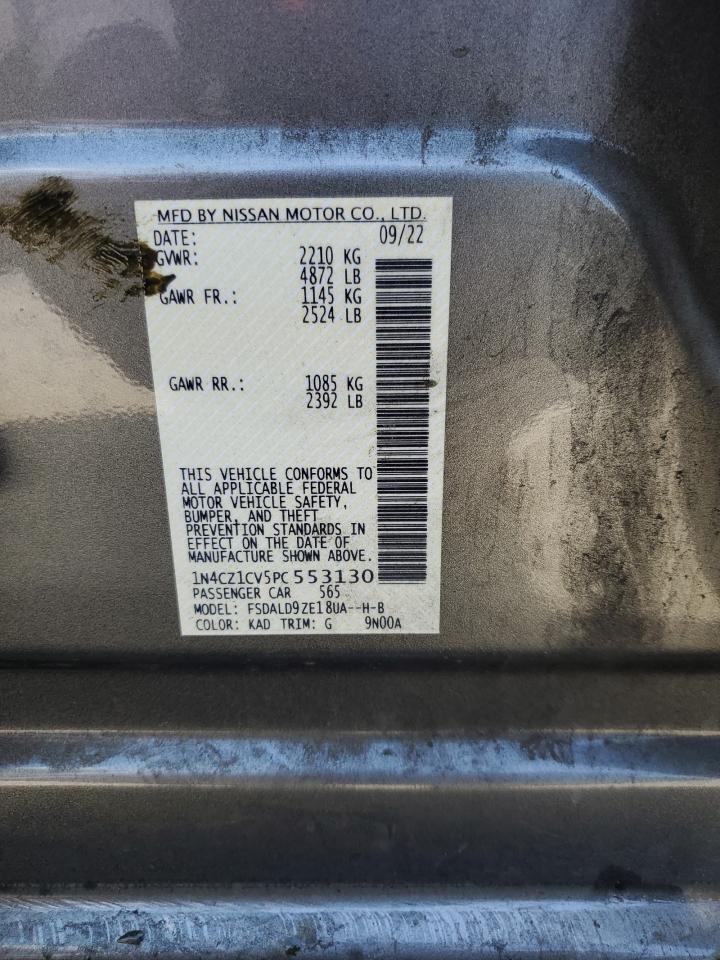 MFD BY NISSAN MOTOR CO., LTD.
DATE: 09/22
GVWR: 2210 KG
4872 LB
GAWR FR.: 1145 KG
2524 LB
GAWR RR.: 1085 KG
2392 LB
THIS VEHICLE CONFORMS TO
ALL APPLICABLE FEDERAL
MOTOR VEHICLE SAFETY,
BUMPER, AND THEFT
PREVENTION STANDARDS IN
EFFECT ON THE DATE OF
MANUFACTURE SHOWN ABOVE.
1N4CZ1CV5PC553130
PASSENGER CAR 565
MODEL: FSDALD9ZE18UA--H-B
COLOR: KAD TRIM: G 9N00A